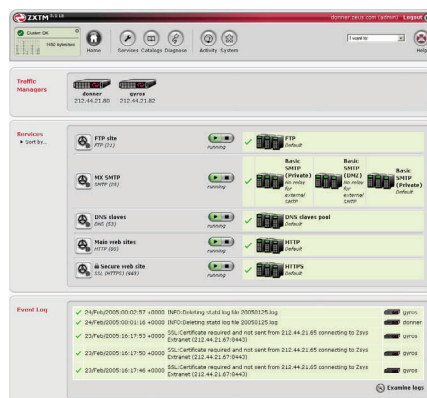 ZXTM 3.1 LB
donner.zeus.com (admin) Logout
Cluster: OK
1492 bytes/sec
Home
Services Catalogs Diagnose
Activity System
I want to
Help
Traffic Managers
donner
212.44.21.80
gyros
212.44.21.82
Services
Sort by...
FTP site
FTP (21)
running
FTP
Default
MX SMTP
SMTP (25)
running
Basic SMTP (Private)
No relay for external SMTP
Basic SMTP (DMZ)
No relay for external SMTP
Basic SMTP (Private)
Default
DNS slaves
DNS (53)
running
DNS slaves pool
Default
Main web sites
HTTP (80)
running
HTTP
Default
Secure web site
SSL (HTTPS) (443)
running
HTTPS
Default
Event Log
24/Feb/2005:00:02:57 +0000 INFO:Deleting statd log file 20050125.log
gyros
24/Feb/2005:00:01:16 +0000 INFO:Deleting statd log file 20050125.log
donner
23/Feb/2005:16:17:53 +0000 SSL:Certificate required and not sent from 212.44.21.65 connecting to Zsys Extranet (212.44.21.67:8443)
gyros
23/Feb/2005:16:17:50 +0000 SSL:Certificate required and not sent from 212.44.21.65 connecting to Zsys Extranet (212.44.21.67:8443)
gyros
23/Feb/2005:16:17:46 +0000 SSL:Certificate required and not sent from 212.44.21.65 connecting to Zsys Extranet (212.44.21.67:8443)
gyros
Examine logs